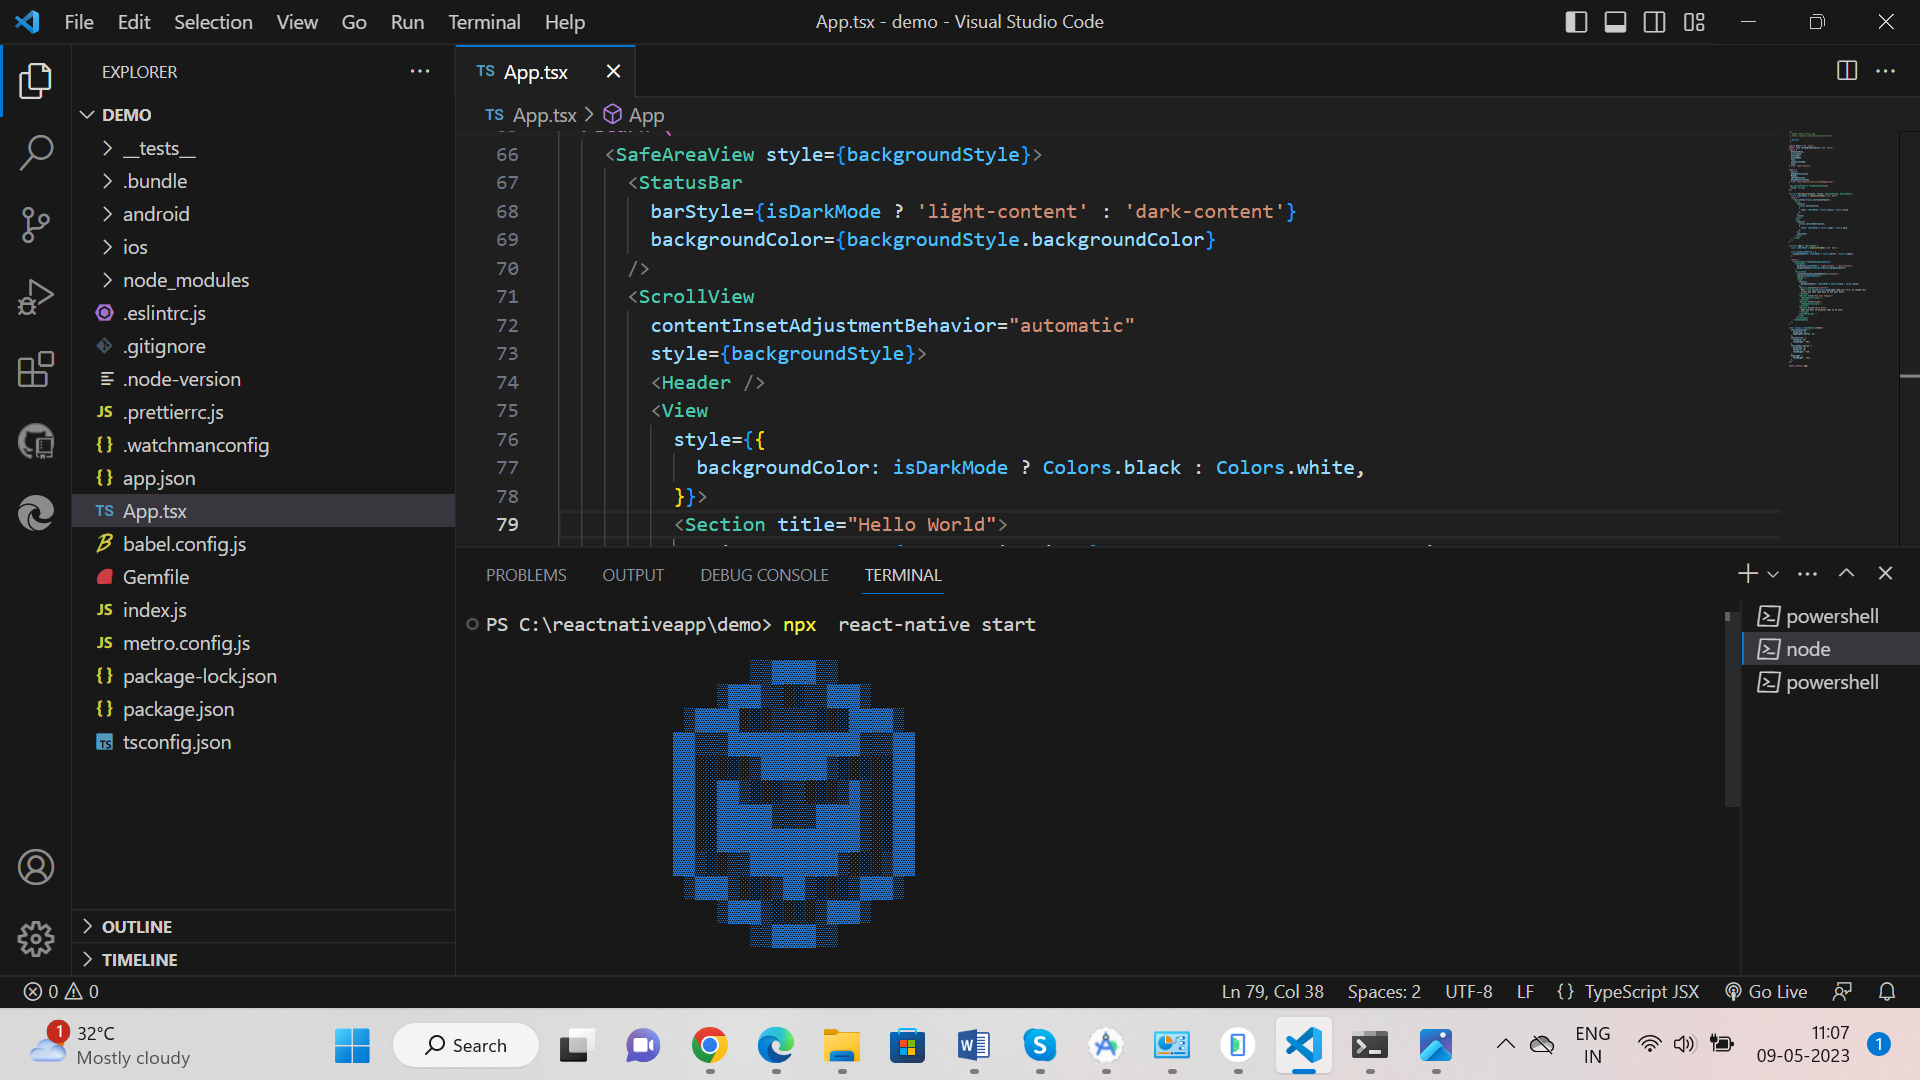 File Edit Selection View Go Run Terminal Help
App.tsx - demo - Visual Studio Code
EXPLORER
DEMO
__tests__
.bundle
android
ios
node_modules
.eslintrc.js
.gitignore
.node-version
JS .prettierrc.js
{} .watchmanconfig
{} app.json
TS App.tsx
babel.config.js
Gemfile
JS index.js
JS metro.config.js
{} package-lock.json
{} package.json
TS tsconfig.json
OUTLINE
TIMELINE
TS App.tsx
TS App.tsx > App
66 <SafeAreaView style={backgroundStyle}>
67 <StatusBar
68 barStyle={isDarkMode ? 'light-content' : 'dark-content'}
69 backgroundColor={backgroundStyle.backgroundColor}
70 />
71 <ScrollView
72 contentInsetAdjustmentBehavior="automatic"
73 style={backgroundStyle}>
74 <Header />
75 <View
76 style={{
77 backgroundColor: isDarkMode ? Colors.black : Colors.white,
78 }}>
79 <Section title="Hello World">
PROBLEMS OUTPUT DEBUG CONSOLE TERMINAL
PS C:\reactnativeapp\demo> npx react-native start
powershell
node
powershell
0 0
Ln 79, Col 38 Spaces: 2 UTF-8 LF {} TypeScript JSX Go Live
1
32°C
Mostly cloudy
Search
W
S
ENG
IN
11:07
09-05-2023
1